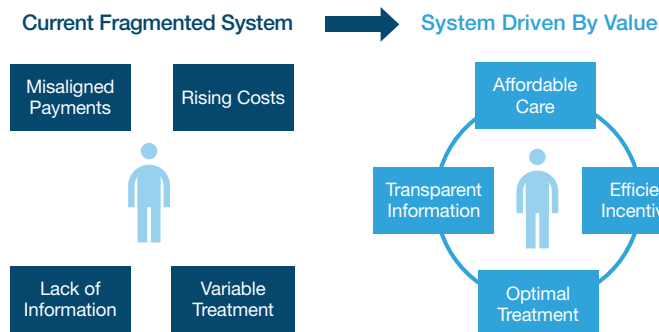 Current Fragmented System
System Driven By Value
Misaligned
Payments
Rising Costs
Lack of
Information
Variable
Treatment
Affordable
Care
Transparent
Information
Optimal
Treatment